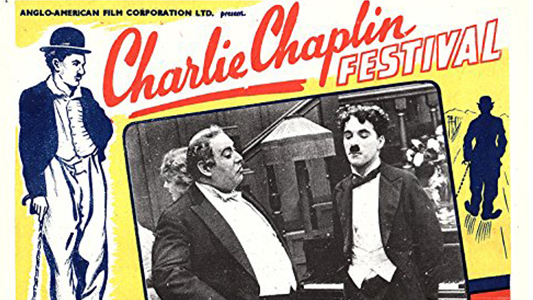 ANGLO-AMERICAN FILM CORPORATION LTD. present.
Charlie Chaplin
FESTIVAL